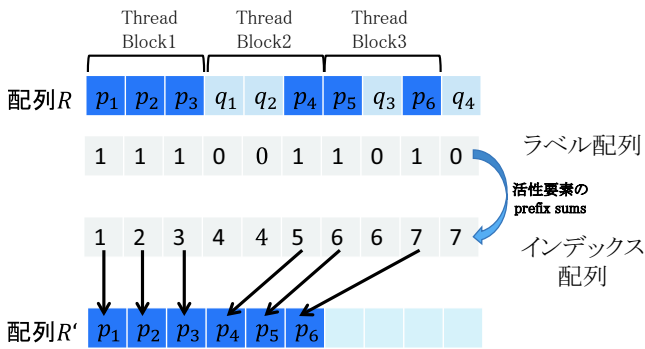 Thread Block1
Thread Block2
Thread Block3
配列R p₁ p₂ p₃ q₁ q₂ p₄ p₅ q₃ p₆ q₄
1 1 1 0 0 1 1 0 1 0 ラベル配列
活性要素の
prefix sums
1 2 3 4 4 5 6 6 7 7 インデックス
配列
配列R‘ p₁ p₂ p₃ p₄ p₅ p₆